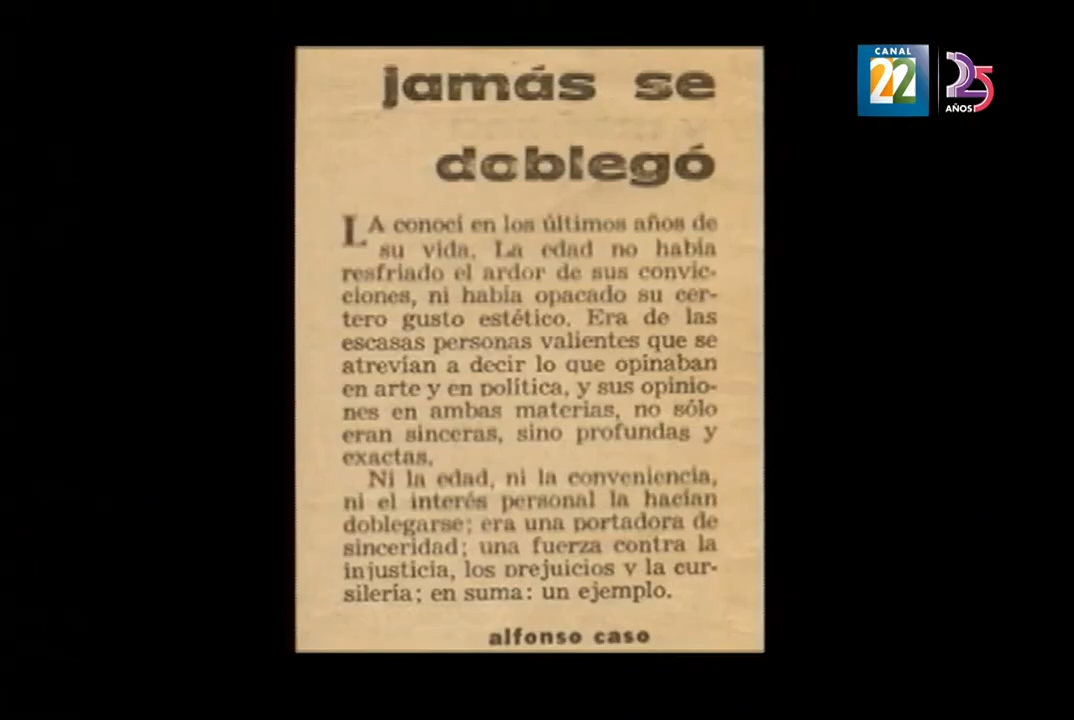 jamás se
doblegó
LA conocí en los últimos años de
su vida. La edad no había
resfriado el ardor de sus convic-
ciones, ni había opacado su cer-
tero gusto estético. Era de las
escasas personas valientes que se
atrevían a decir lo que opinaban
en arte y en política, y sus opinio-
nes en ambas materias, no sólo
eran sinceras, sino profundas y
exactas.
Ni la edad, ni la conveniencia,
ni el interés personal la hacían
doblegarse; era una portadora de
sinceridad; una fuerza contra la
injusticia, los prejuicios y la cur-
silería; en suma: un ejemplo.
alfonso caso
CANAL
22
25
AÑOS